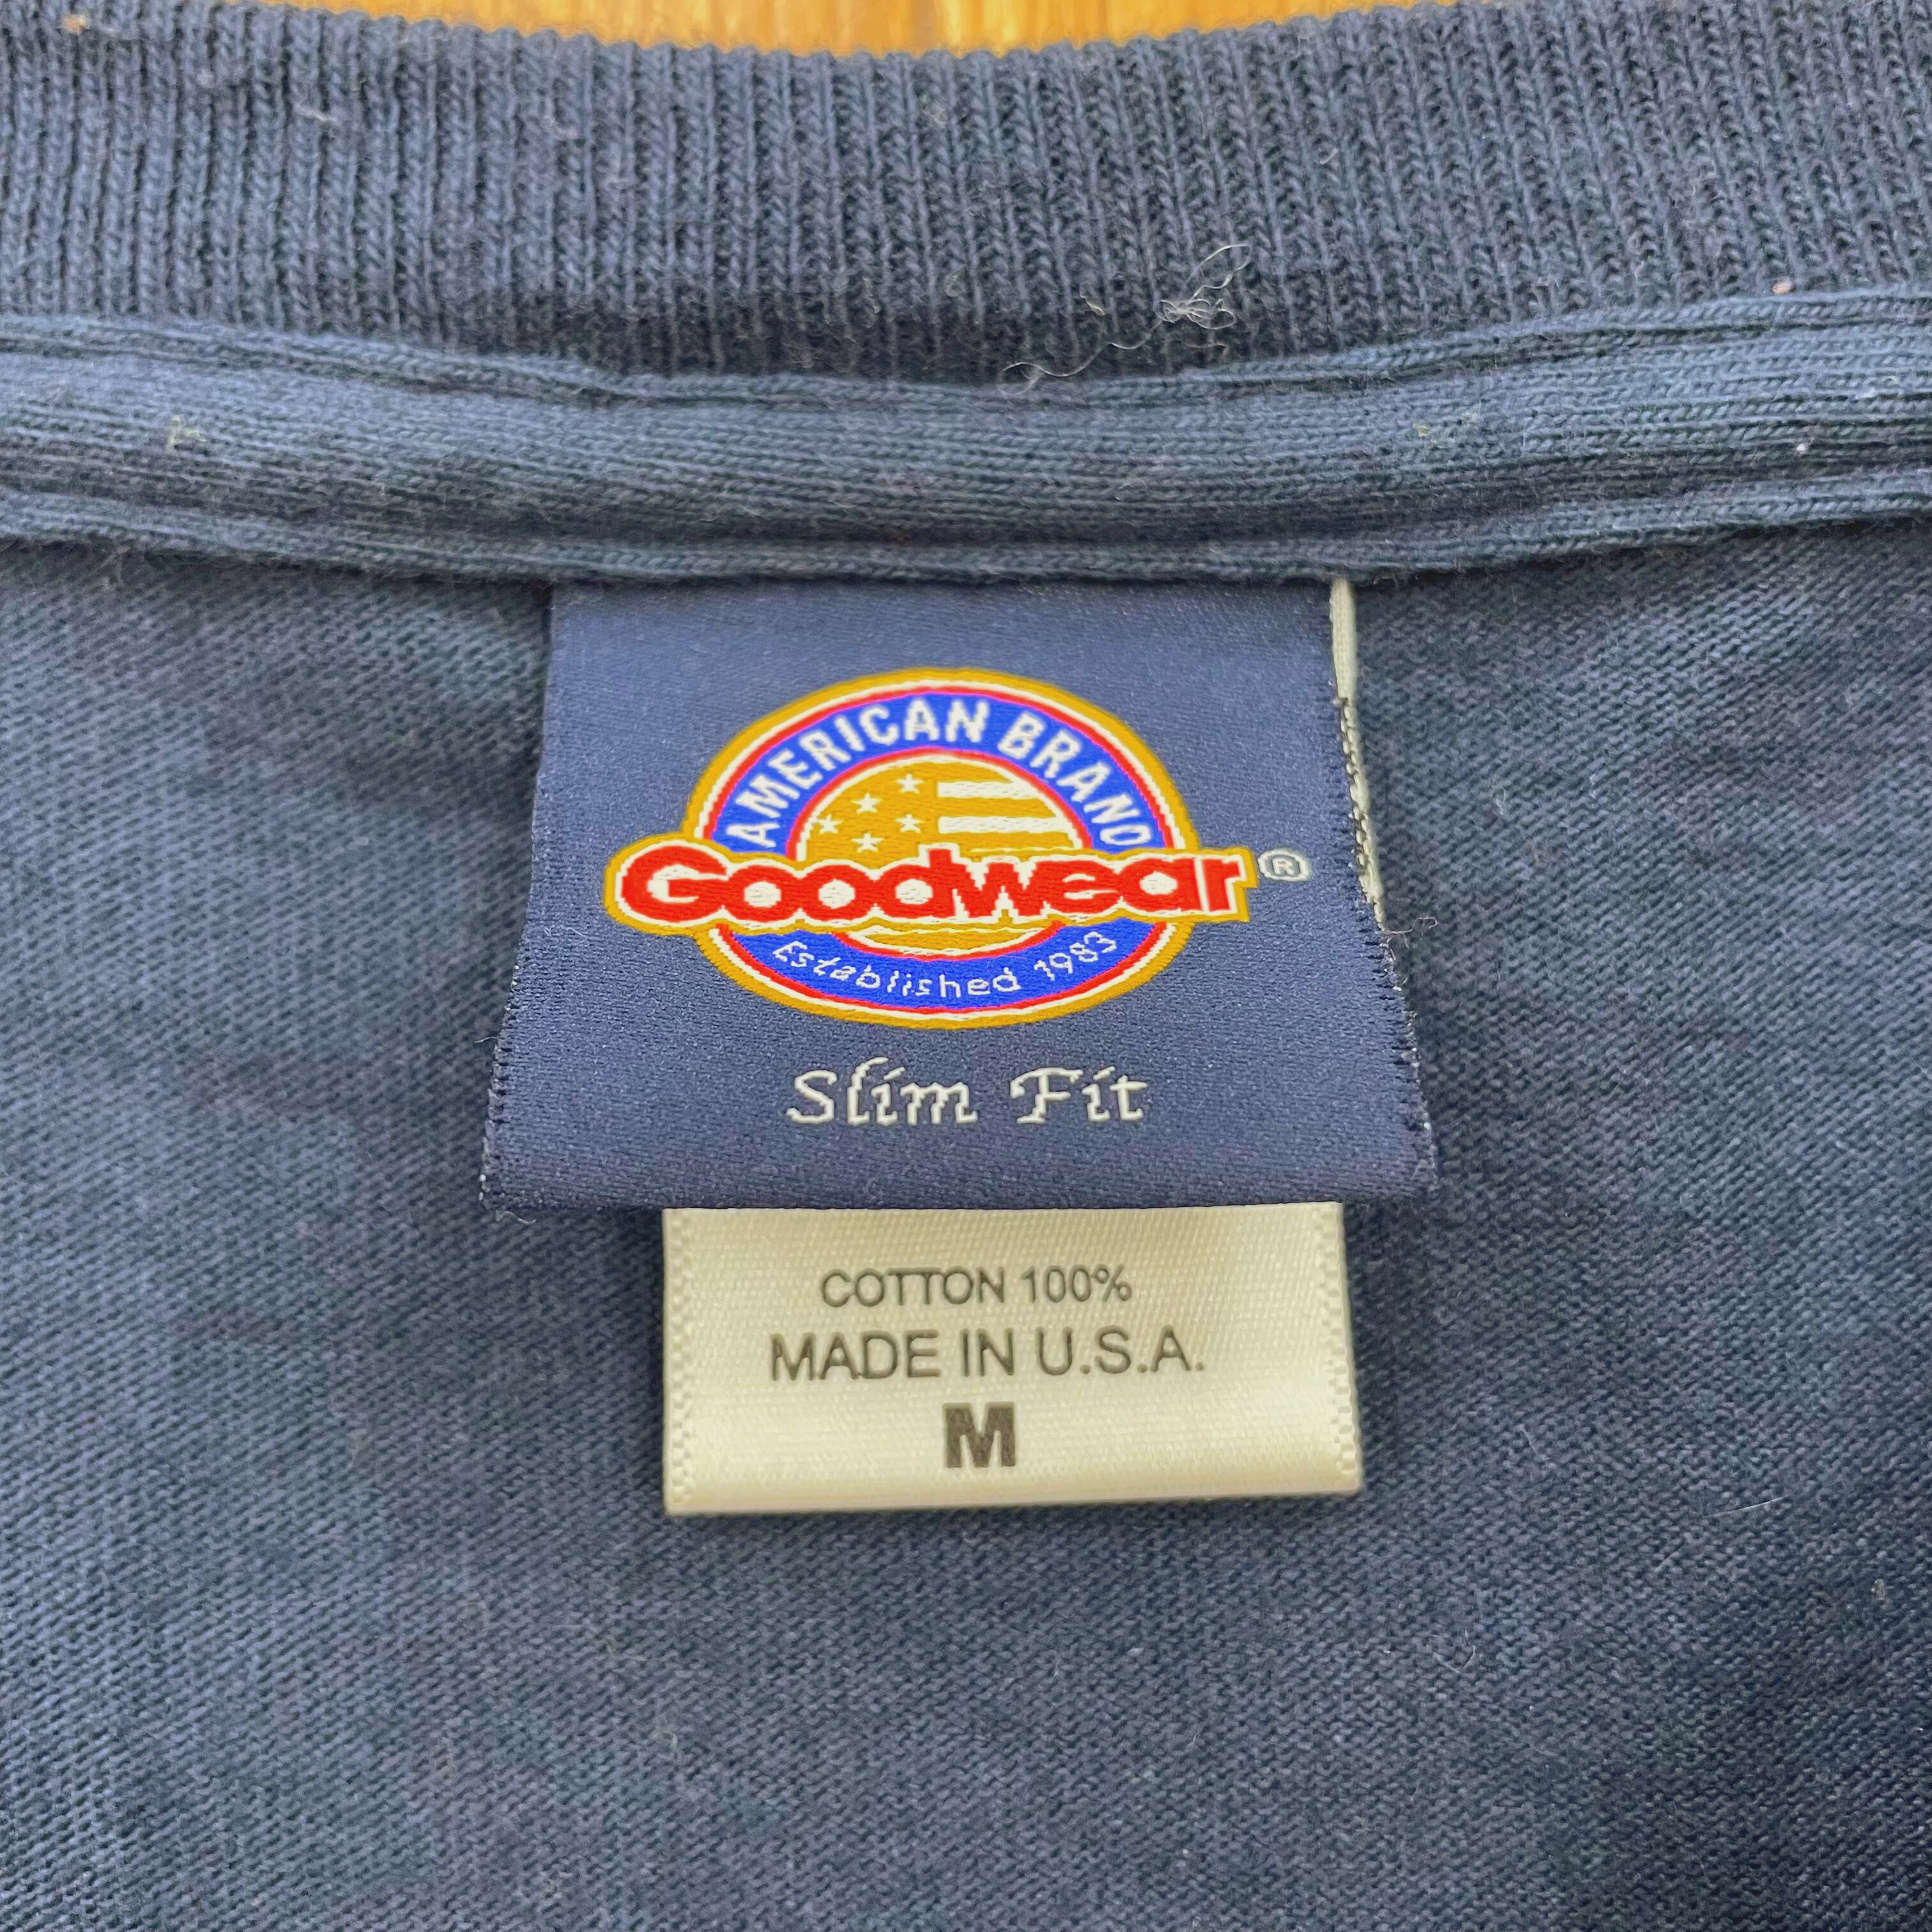 AMERICAN BRAND
Goodwear®
Established 1983
Slim Fit
COTTON 100%
MADE IN U.S.A.
M